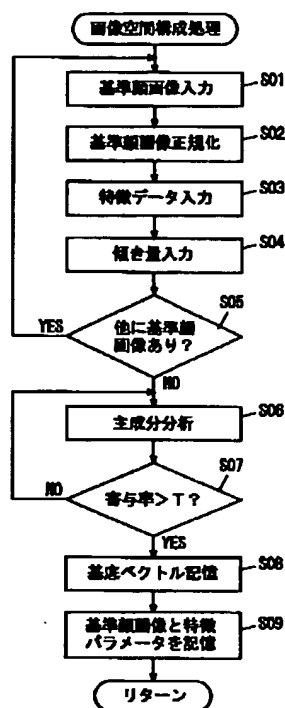 画像空間構成処理
基準顔画像入力
S01
基準顔画像正規化
S02
特徴データ入力
S03
傾き量入力
S04
S05
YES
他に基準顔
画像あり?
NO
主成分分析
S06
S07
NO
寄与率>T?
YES
基底ベクトル記憶
S08
基準顔画像と特徴
パラメータを記憶
S09
リターン